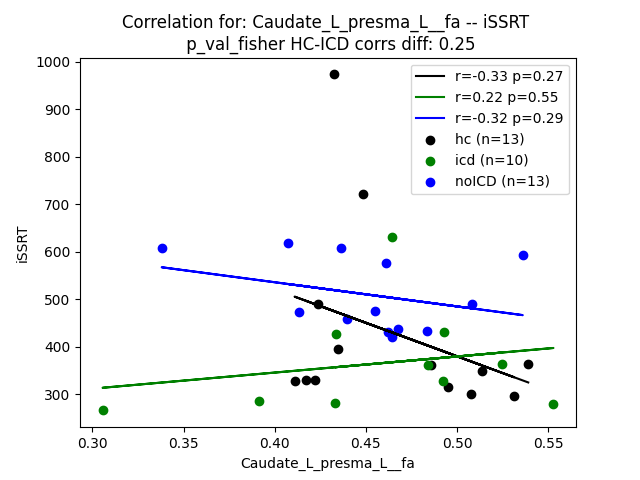 Correlation for: Caudate_L_presma_L__fa -- iSSRT
p_val_fisher HC-ICD corrs diff: 0.25
r=-0.33 p=0.27
r=0.22 p=0.55
r=-0.32 p=0.29
hc (n=13)
icd (n=10)
noICD (n=13)
1000
900
800
700
600
500
400
300
iSSRT
0.30 0.35 0.40 0.45 0.50 0.55
Caudate_L_presma_L__fa